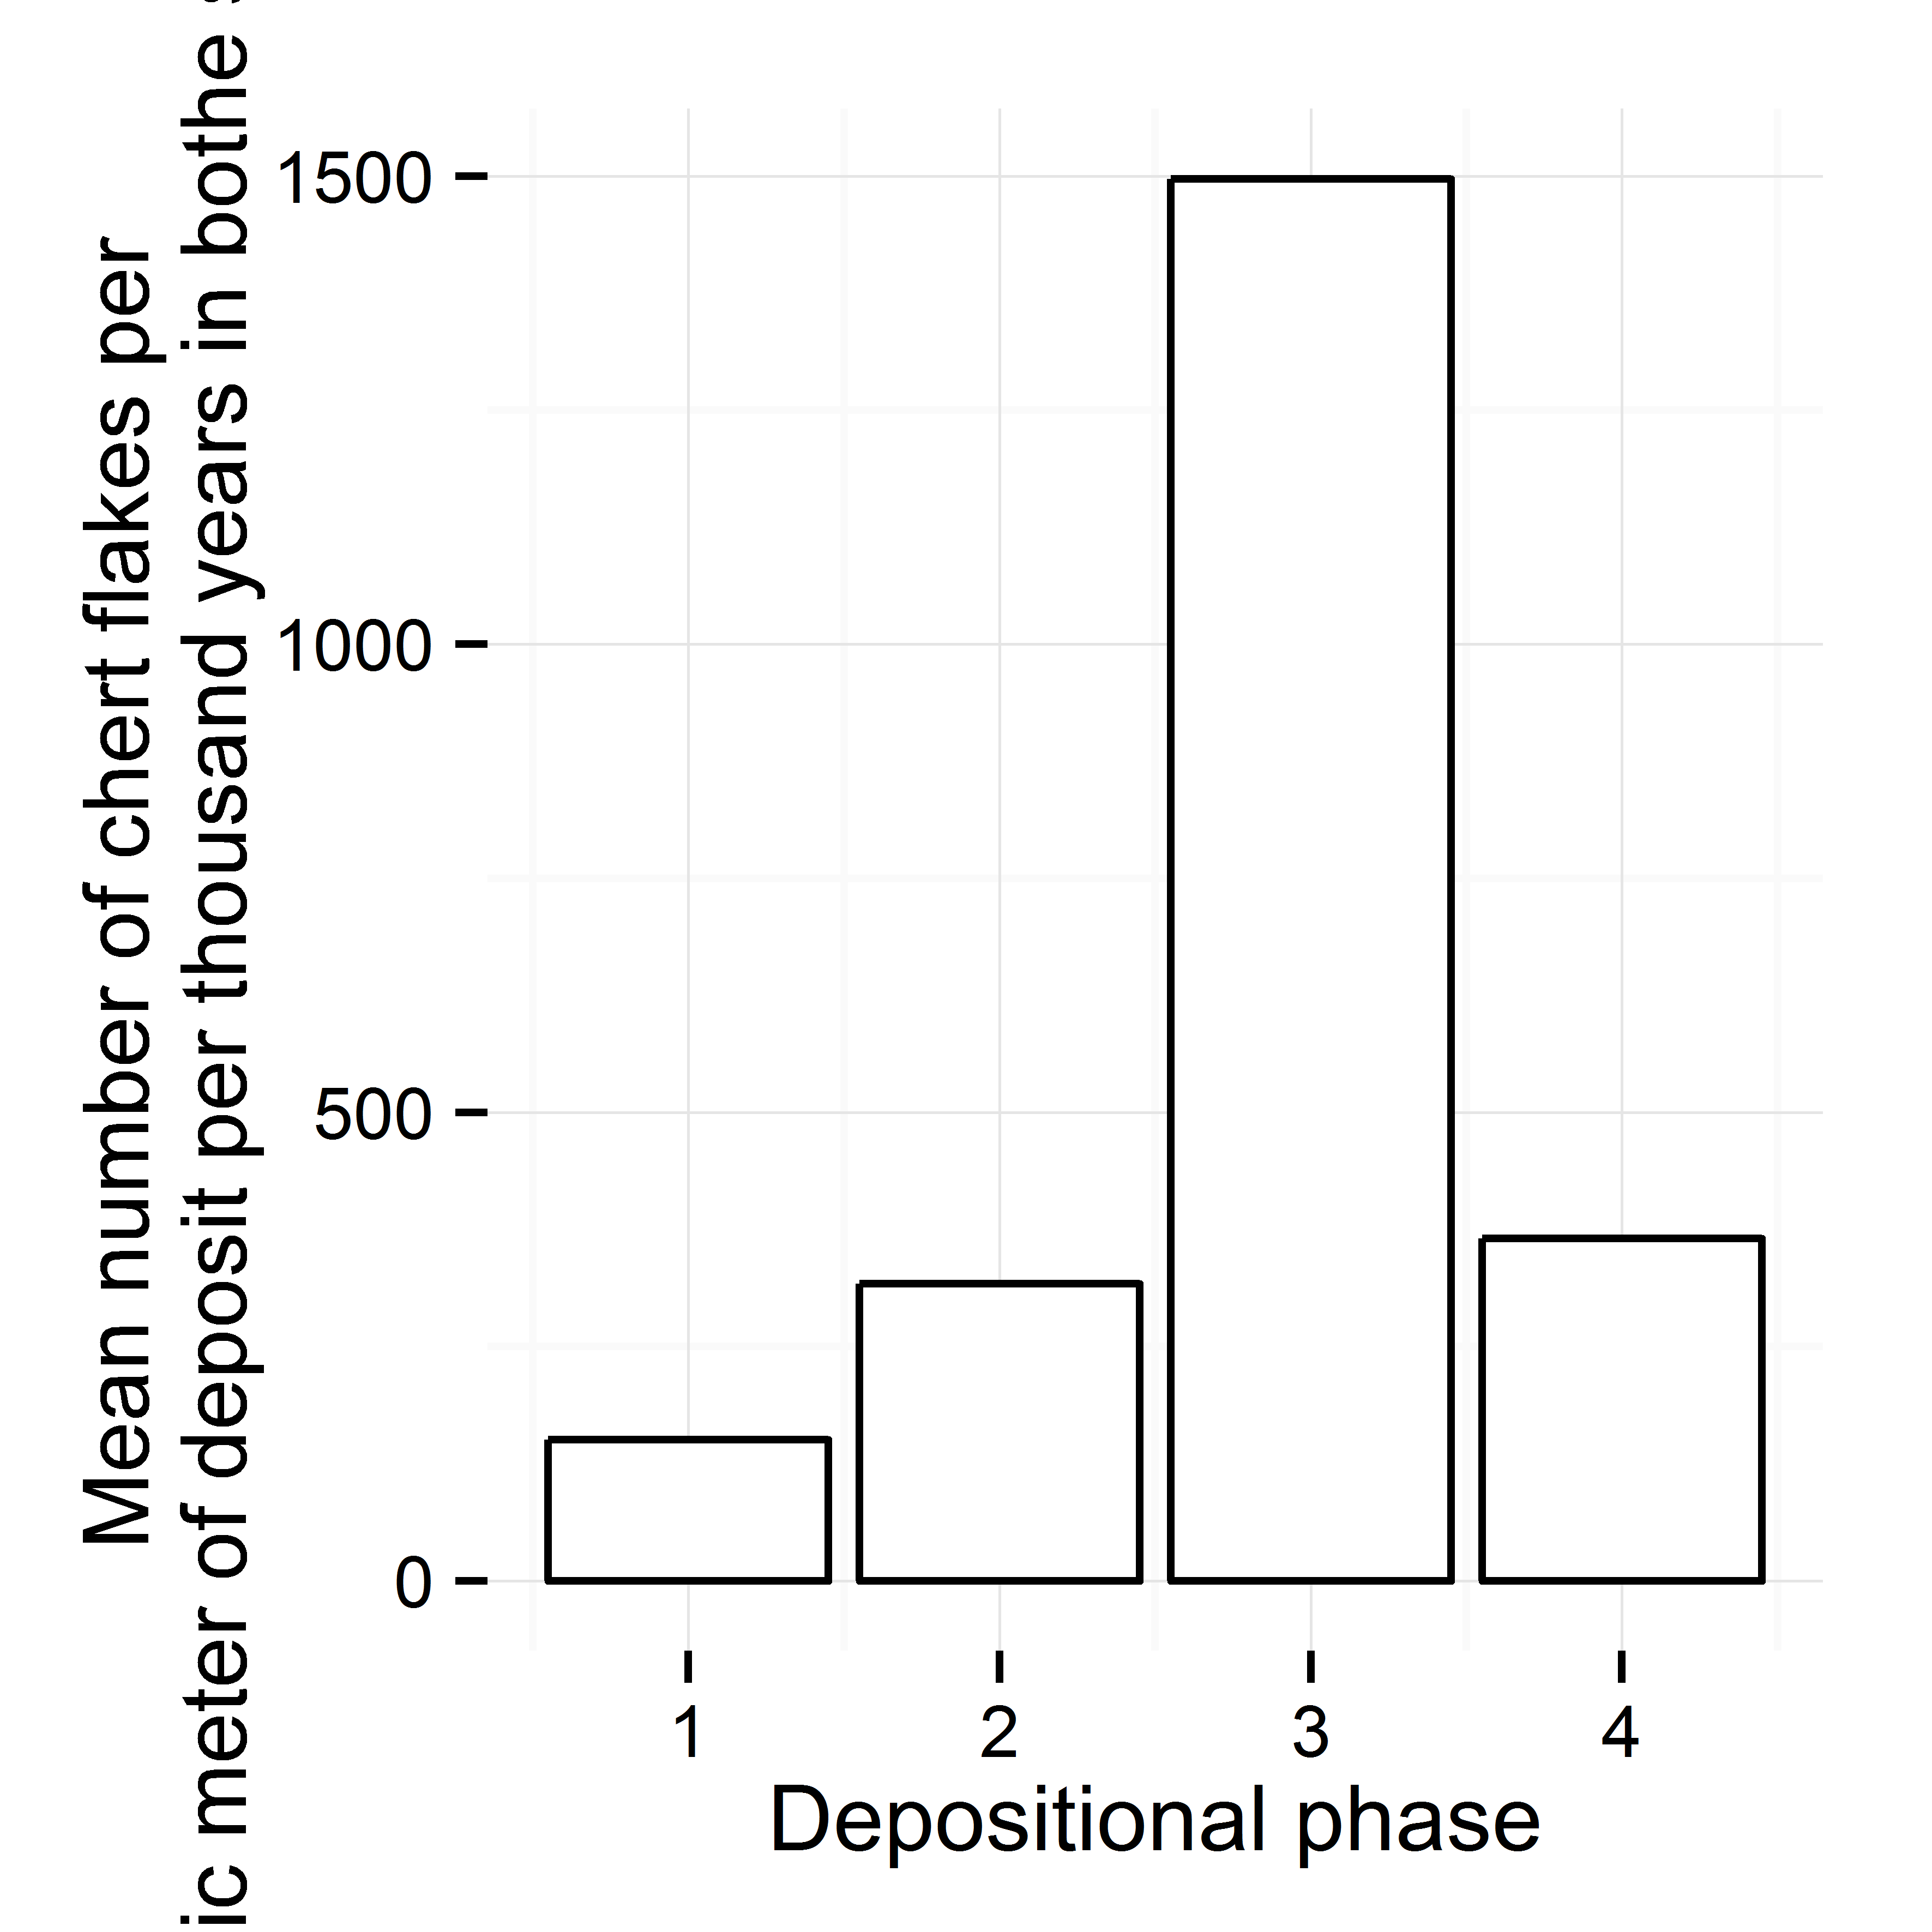 Mean number of chert flakes per
ic meter of deposit per thousand years in bothe
1500
1000
500
0
1 2 3 4
Depositional phase